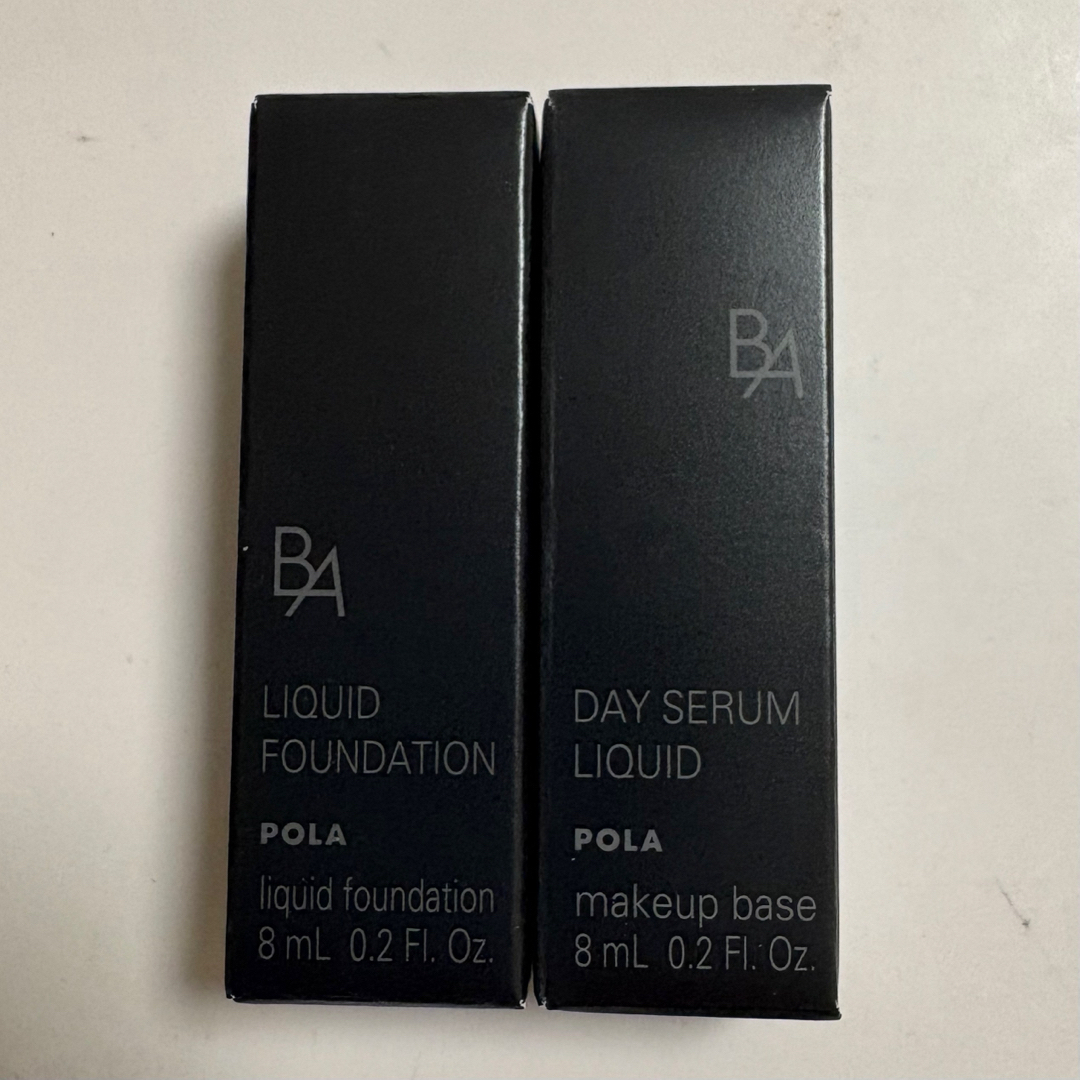 BA
LIQUID
FOUNDATION
POLA
liquid foundation
8 mL 0.2 Fl. Oz.
BA
DAY SERUM
LIQUID
POLA
makeup base
8 mL 0.2 Fl. Oz.